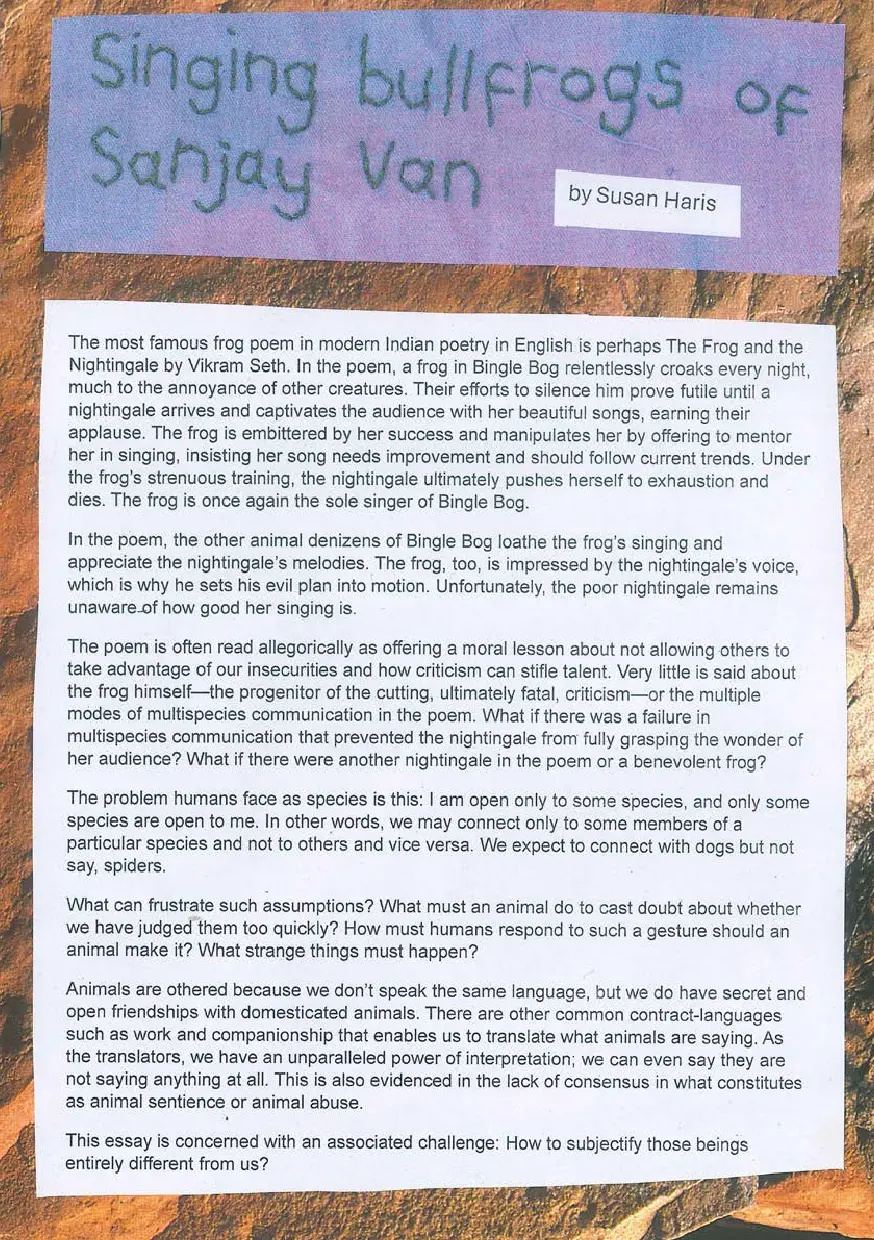 Singing bullfrogs of
Sanjay Van
by Susan Haris
The most famous frog poem in modern Indian poetry in English is perhaps The Frog and the
Nightingale by Vikram Seth. In the poem, a frog in Bingle Bog relentlessly croaks every night,
much to the annoyance of other creatures. Their efforts to silence him prove futile until a
nightingale arrives and captivates the audience with her beautiful songs, earning their
applause. The frog is embittered by her success and manipulates her by offering to mentor
her in singing, insisting her song needs improvement and should follow current trends. Under
the frog's strenuous training, the nightingale ultimately pushes herself to exhaustion and
dies. The frog is once again the sole singer of Bingle Bog.
In the poem, the other animal denizens of Bingle Bog loathe the frog's singing and
appreciate the nightingale's melodies. The frog, too, is impressed by the nightingale's voice,
which is why he sets his evil plan into motion. Unfortunately, the poor nightingale remains
unaware of how good her singing is.
The poem is often read allegorically as offering a moral lesson about not allowing others to
take advantage of our insecurities and how criticism can stifle talent. Very little is said about
the frog himself—the progenitor of the cutting, ultimately fatal, criticism—or the multiple
modes of multispecies communication in the poem. What if there was a failure in
multispecies communication that prevented the nightingale from fully grasping the wonder of
her audience? What if there were another nightingale in the poem or a benevolent frog?
The problem humans face as species is this: I am open only to some species, and only some
species are open to me. In other words, we may connect only to some members of a
particular species and not to others and vice versa. We expect to connect with dogs but not
say, spiders.
What can frustrate such assumptions? What must an animal do to cast doubt about whether
we have judged them too quickly? How must humans respond to such a gesture should an
animal make it? What strange things must happen?
Animals are othered because we don't speak the same language, but we do have secret and
open friendships with domesticated animals. There are other common contract-languages
such as work and companionship that enables us to translate what animals are saying. As
the translators, we have an unparalleled power of interpretation; we can even say they are
not saying anything at all. This is also evidenced in the lack of consensus in what constitutes
as animal sentience or animal abuse.
This essay is concerned with an associated challenge: How to subjectify those beings
entirely different from us?